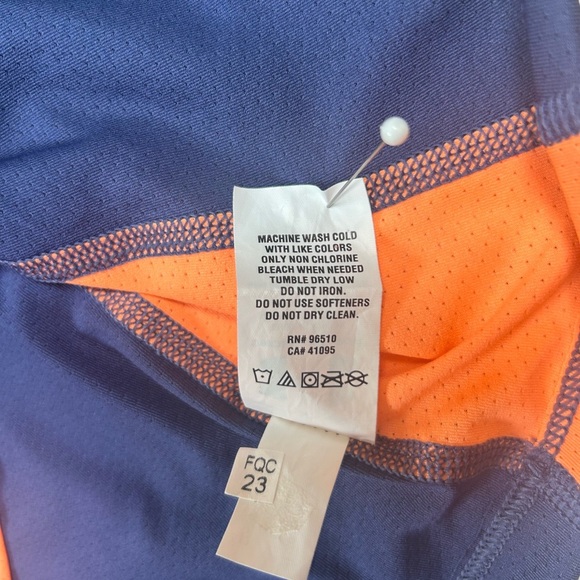 MACHINE WASH COLD
WITH LIKE COLORS
ONLY NON CHLORINE
BLEACH WHEN NEEDED
TUMBLE DRY LOW
DO NOT IRON.
DO NOT USE SOFTENERS
DO NOT DRY CLEAN.
RN# 96510
CA# 41095
FQC
23